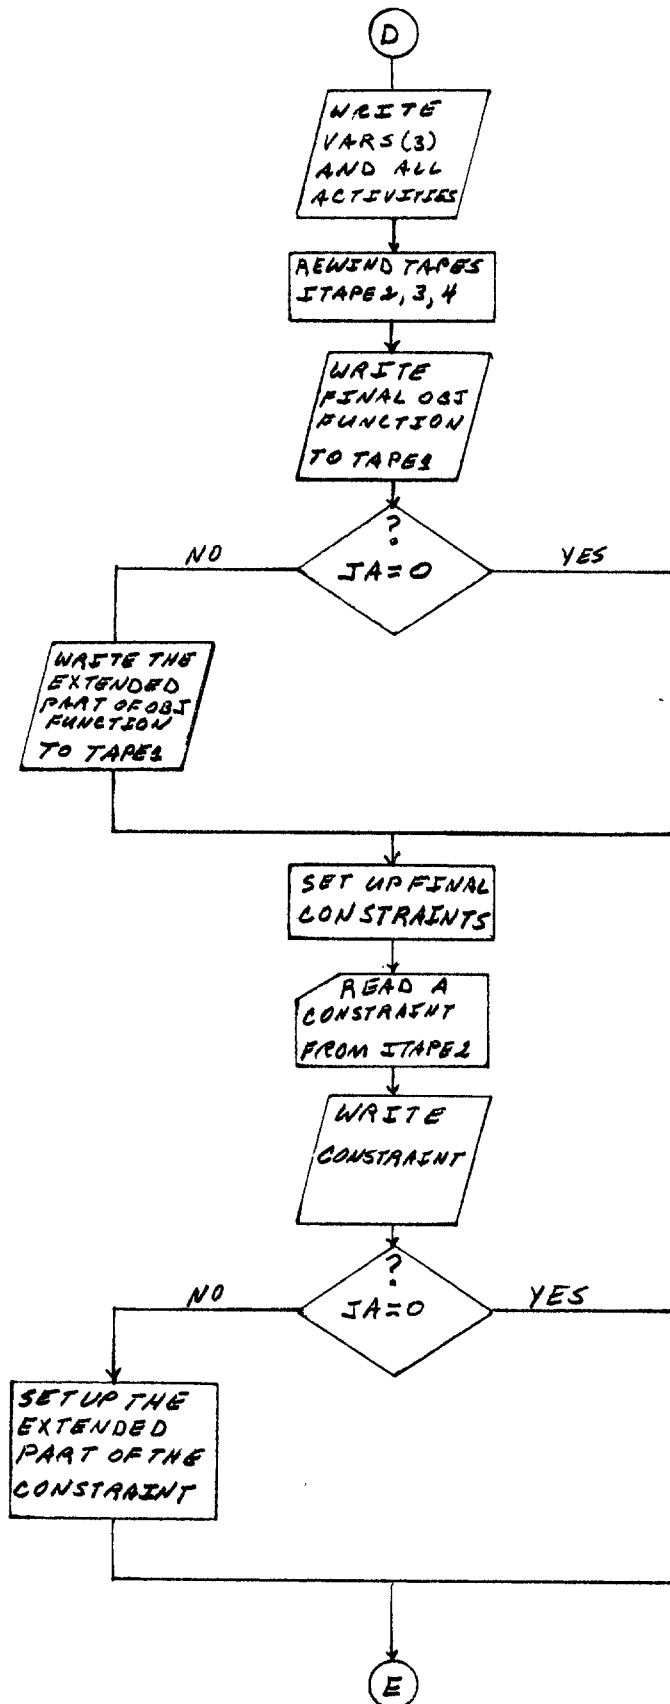 D
WRITE
VARS(3)
AND ALL
ACTIVITIES
REWIND TAPES
ITAPE2, 3, 4
WRITE
FINAL OBJ
FUNCTION
TO TAPE1
?
JA=0
NO
YES
WRITE THE
EXTENDED
PART OF OBJ
FUNCTION
TO TAPE1
SET UP FINAL
CONSTRAINTS
READ A
CONSTRAINT
FROM ITAPE2
WRITE
CONSTRAINT
?
JA=0
NO
YES
SET UP THE
EXTENDED
PART OF THE
CONSTRAINT
E